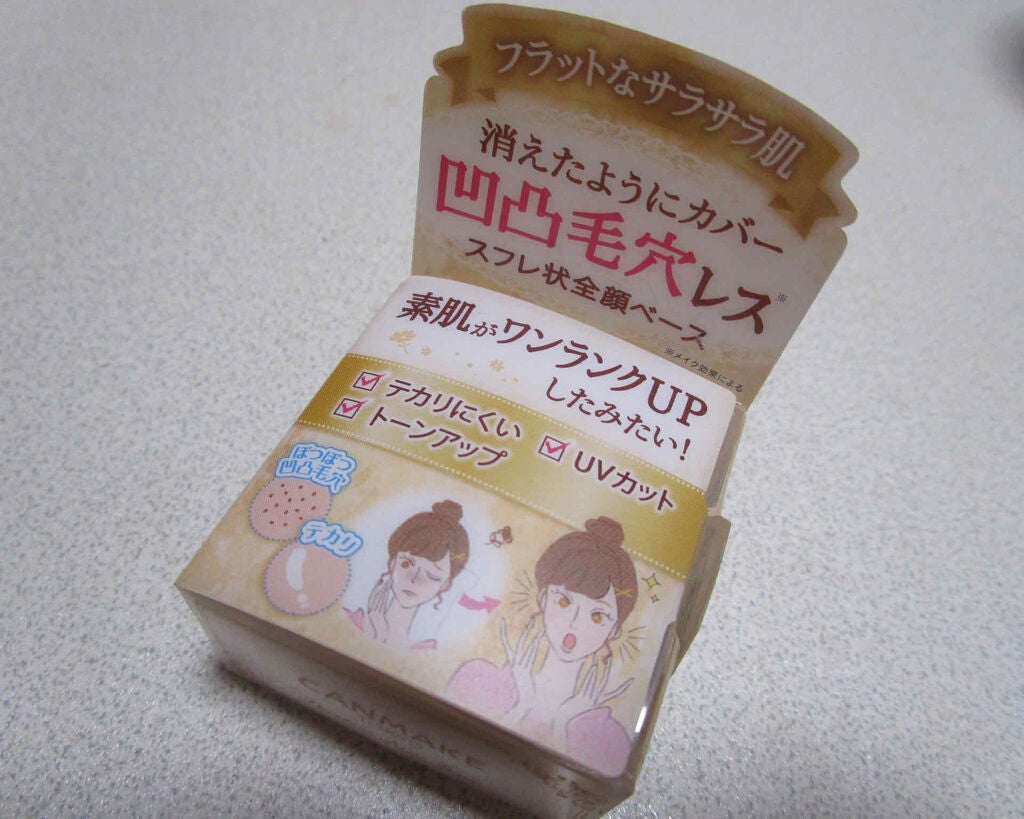 フラットなサラサラ肌
消えたようにカバー
凹凸毛穴レス※
スフレ状全顔ベース
※メイク効果による
素肌がワンランクUP
したみたい!
テカリにくい
トーンアップ
UVカット
ぽつぽつ
凹凸毛穴
テカリ
CANMAKE